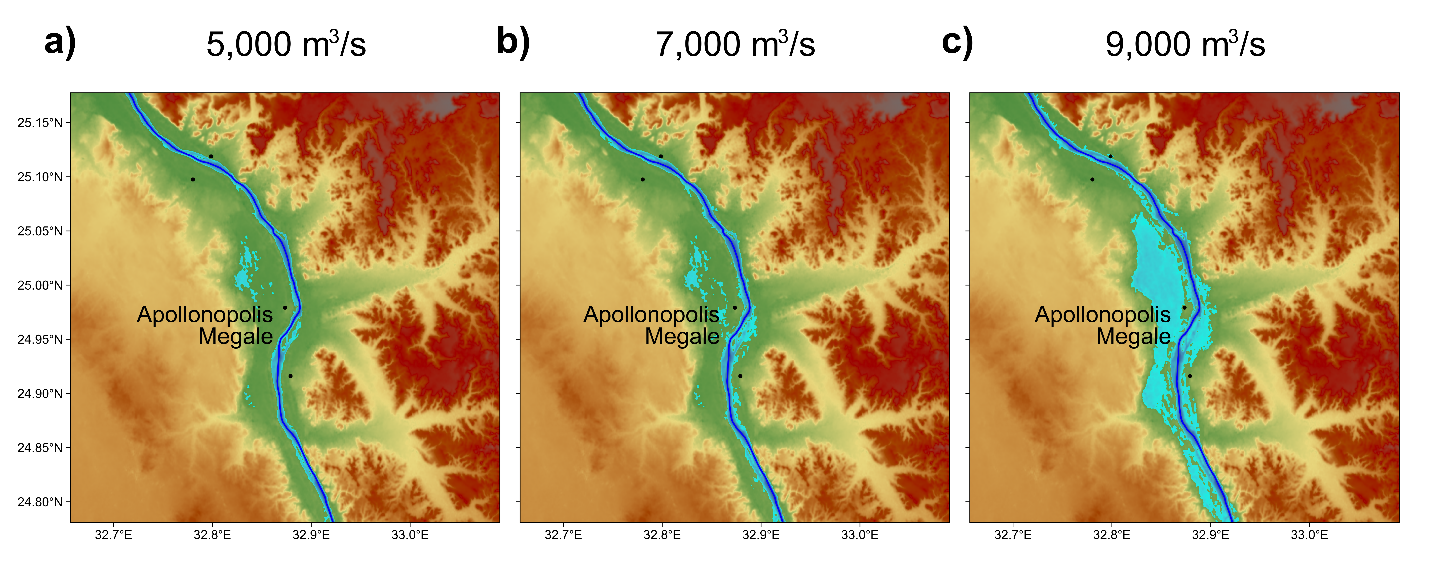 a) 5,000 m³/s b) 7,000 m³/s c) 9,000 m³/s
25.15°N
25.10°N
25.05°N
25.00°N
Apollonopolis Apollonopolis Apollonopolis
Megale Megale Megale
24.95°N
24.90°N
24.85°N
24.80°N
32.7°E 32.8°E 32.9°E 33.0°E 32.7°E 32.8°E 32.9°E 33.0°E 32.7°E 32.8°E 32.9°E 33.0°E